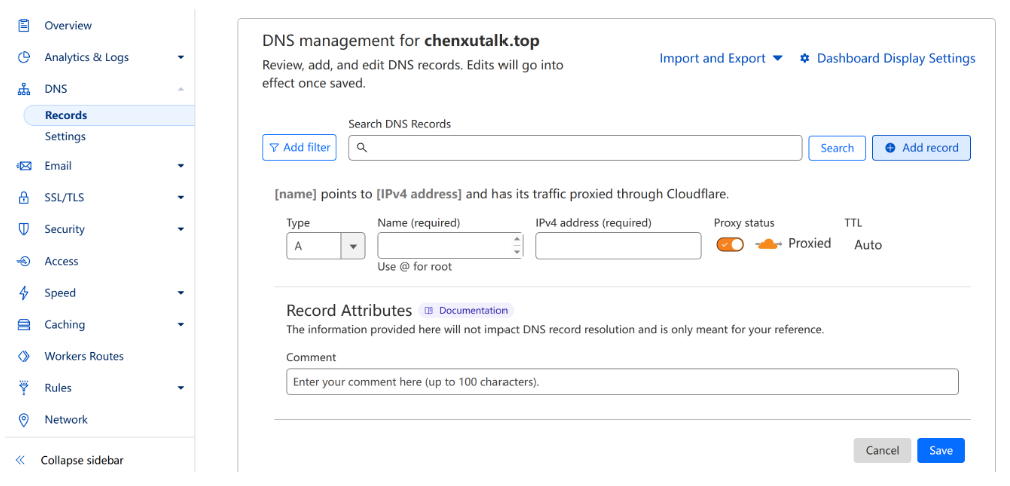 Overview
Analytics & Logs
DNS
Records
Settings
Email
SSL/TLS
Security
Access
Speed
Caching
Workers Routes
Rules
Network
Collapse sidebar
DNS management for chenxutalk.top
Review, add, and edit DNS records. Edits will go into
effect once saved.
Import and Export
Dashboard Display Settings
Search DNS Records
Add filter
Search
Add record
[name] points to [IPv4 address] and has its traffic proxied through Cloudflare.
Type
Name (required)
IPv4 address (required)
Proxy status
TTL
A
Proxied
Auto
Use @ for root
Record Attributes
Documentation
The information provided here will not impact DNS record resolution and is only meant for your reference.
Comment
Enter your comment here (up to 100 characters).
Cancel
Save